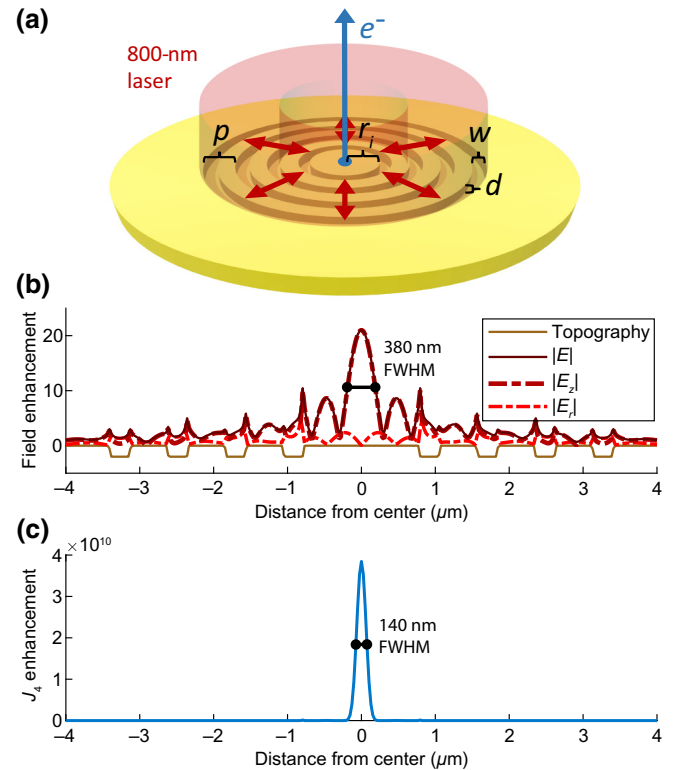 (a)
e⁻
800-nm
laser
p
r_i
w
d
(b)
Field enhancement
20
10
0
380 nm
FWHM
Topography
|E|
|E_z|
|E_r|
−4 −3 −2 −1 0 1 2 3 4
Distance from center (µm)
(c)
J₄ enhancement
×10¹⁰
4
3
2
1
0
140 nm
FWHM
−4 −3 −2 −1 0 1 2 3 4
Distance from center (µm)